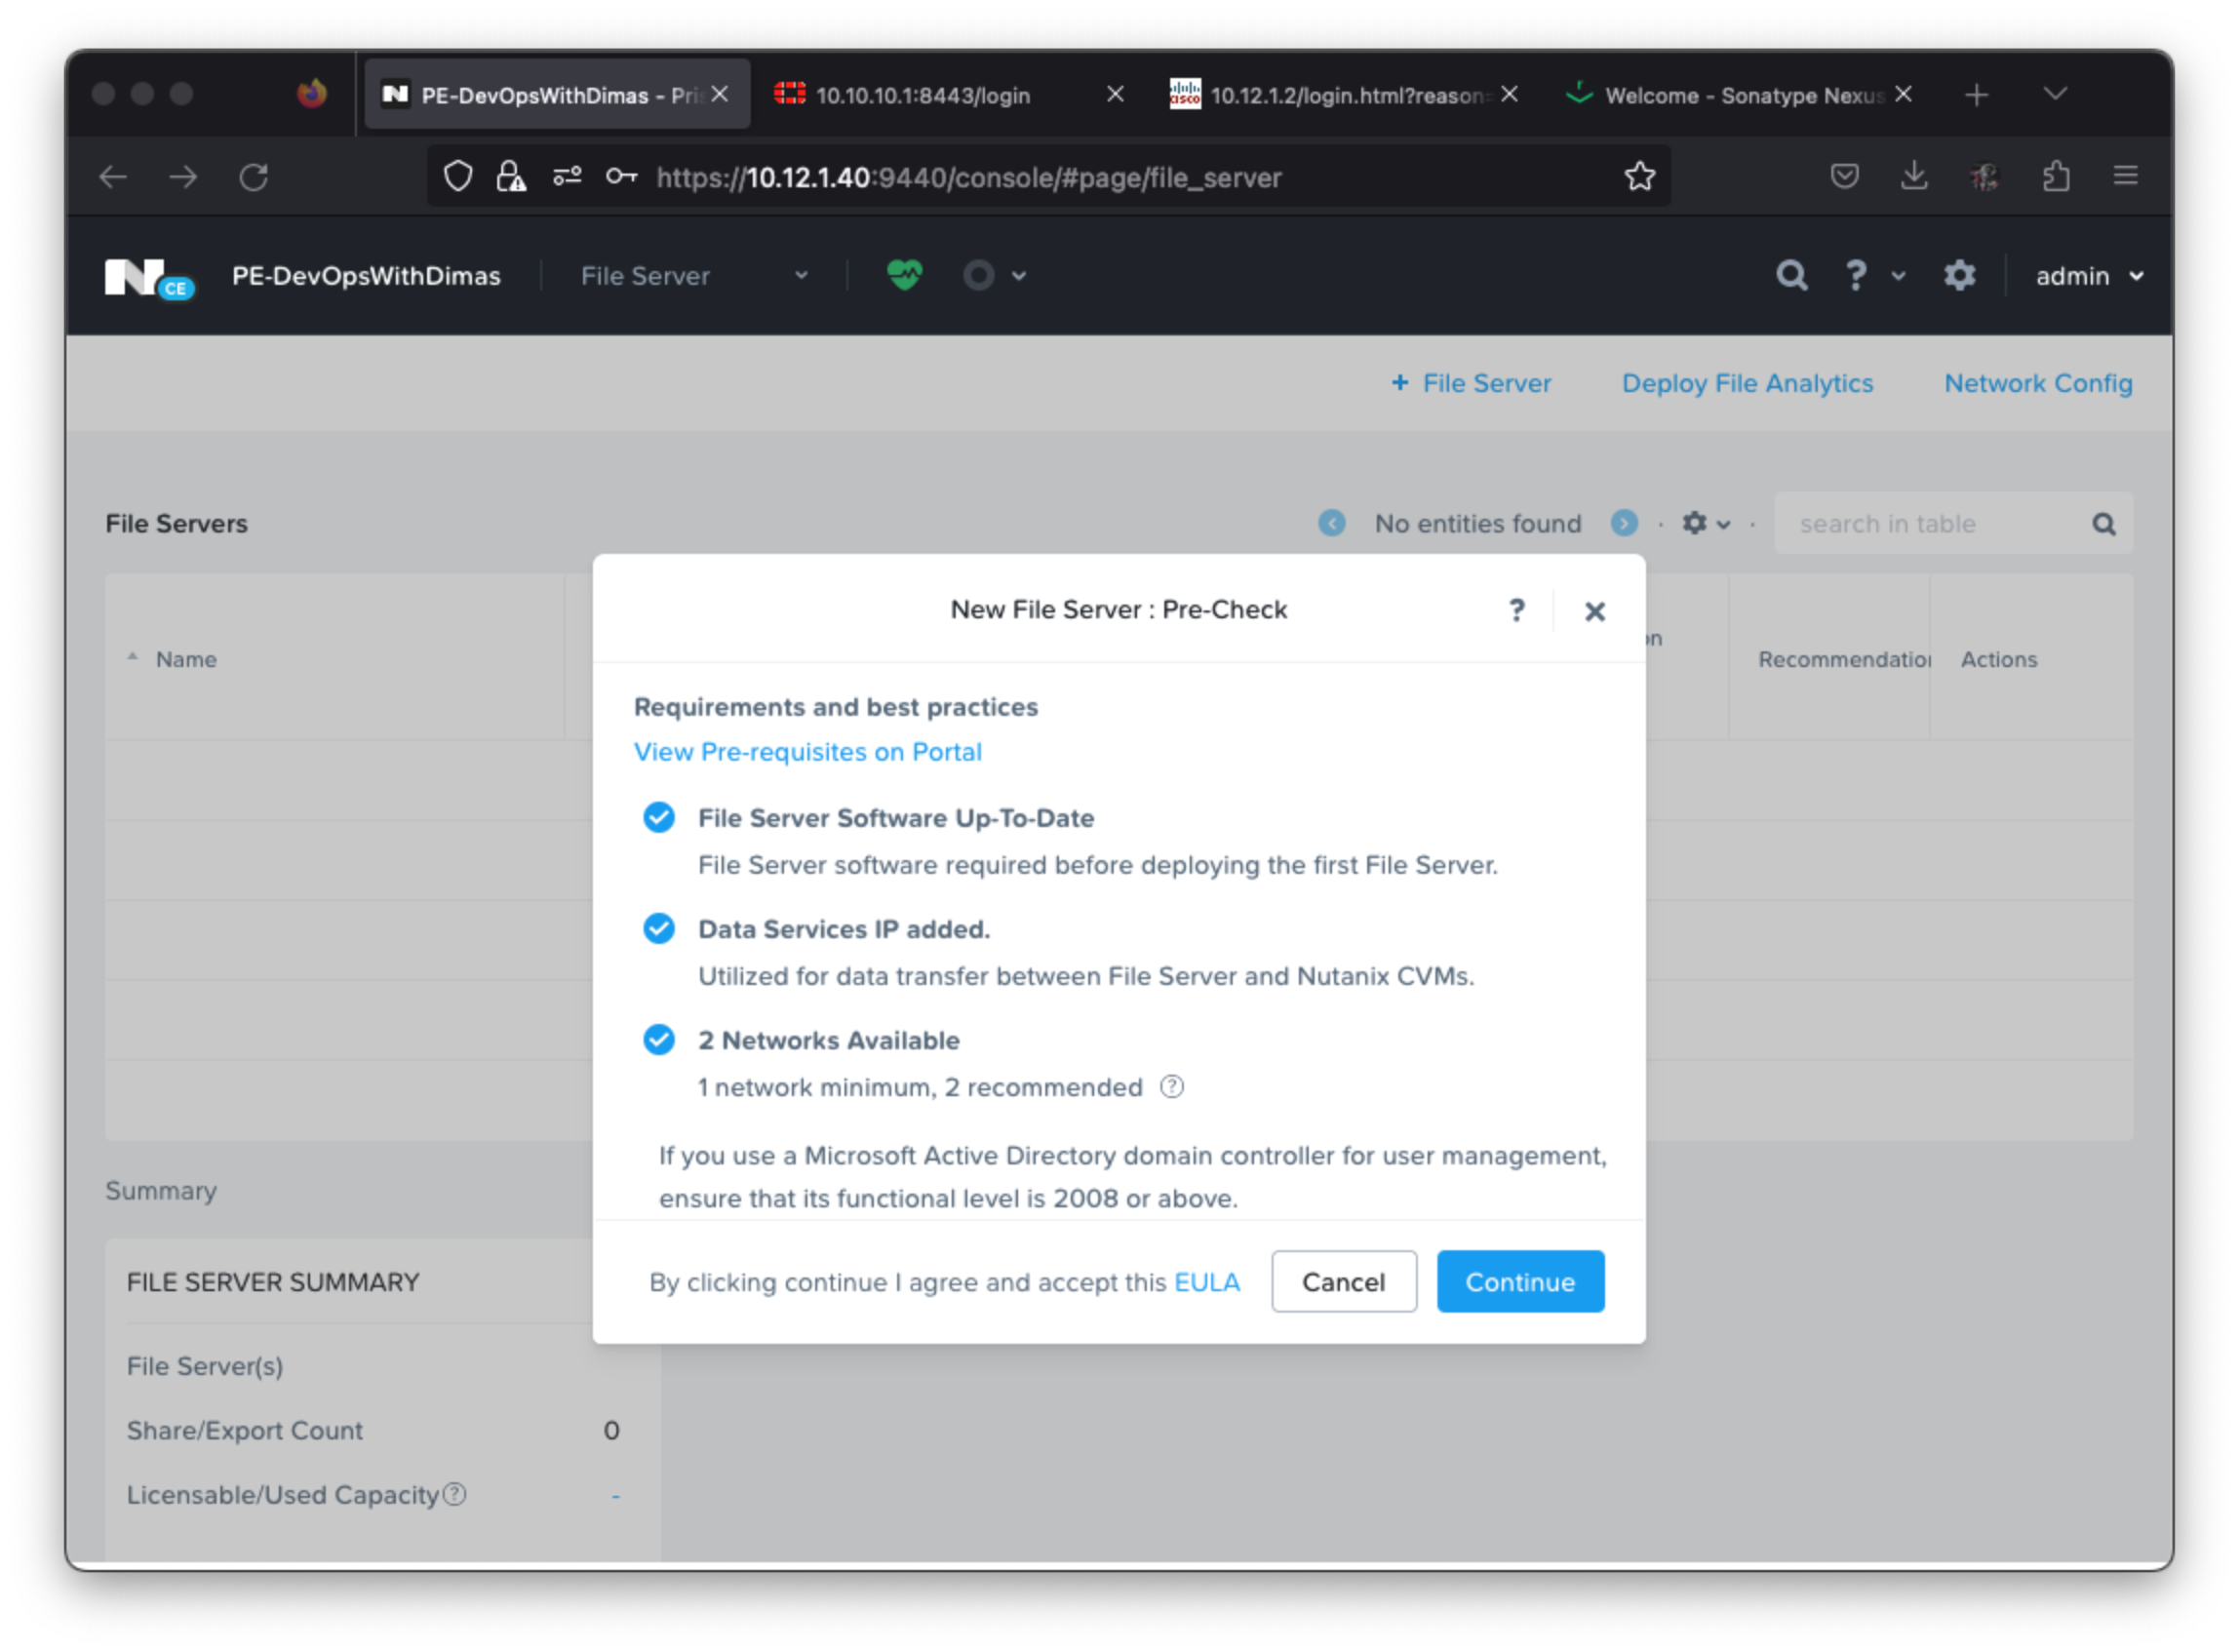 PE-DevOpsWithDimas - Pri
10.10.10.1:8443/login
10.12.1.2/login.html?reason=
Welcome - Sonatype Nexus
https://10.12.1.40:9440/console/#page/file_server
N CE
PE-DevOpsWithDimas
File Server
? admin
+ File Server
Deploy File Analytics
Network Config
File Servers
No entities found
search in table
Name
on
Recommendation
Actions
New File Server : Pre-Check
?
Requirements and best practices
View Pre-requisites on Portal
File Server Software Up-To-Date
File Server software required before deploying the first File Server.
Data Services IP added.
Utilized for data transfer between File Server and Nutanix CVMs.
2 Networks Available
1 network minimum, 2 recommended ?
If you use a Microsoft Active Directory domain controller for user management,
ensure that its functional level is 2008 or above.
By clicking continue I agree and accept this EULA
Cancel
Continue
Summary
FILE SERVER SUMMARY
File Server(s)
Share/Export Count 0
Licensable/Used Capacity ? -